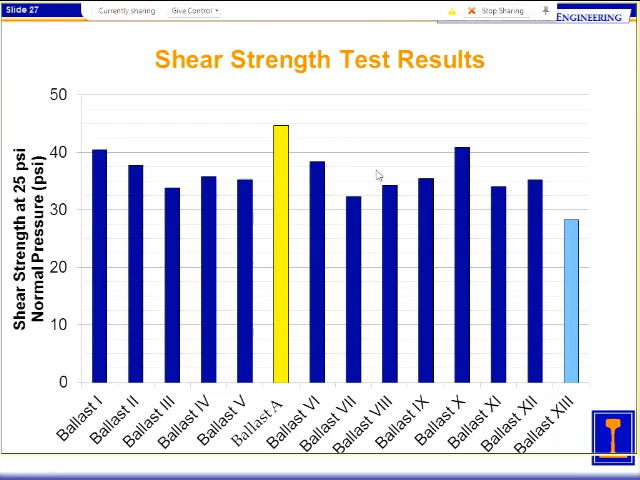 Slide 27
Currently sharing
Give Control
Stop Sharing
ENGINEERING
Shear Strength Test Results
Shear Strength at 25 psi
Normal Pressure (psi)
50
40
30
20
10
0
Ballast I
Ballast II
Ballast III
Ballast IV
Ballast V
Ballast A
Ballast VI
Ballast VII
Ballast VIII
Ballast IX
Ballast X
Ballast XI
Ballast XII
Ballast XIII